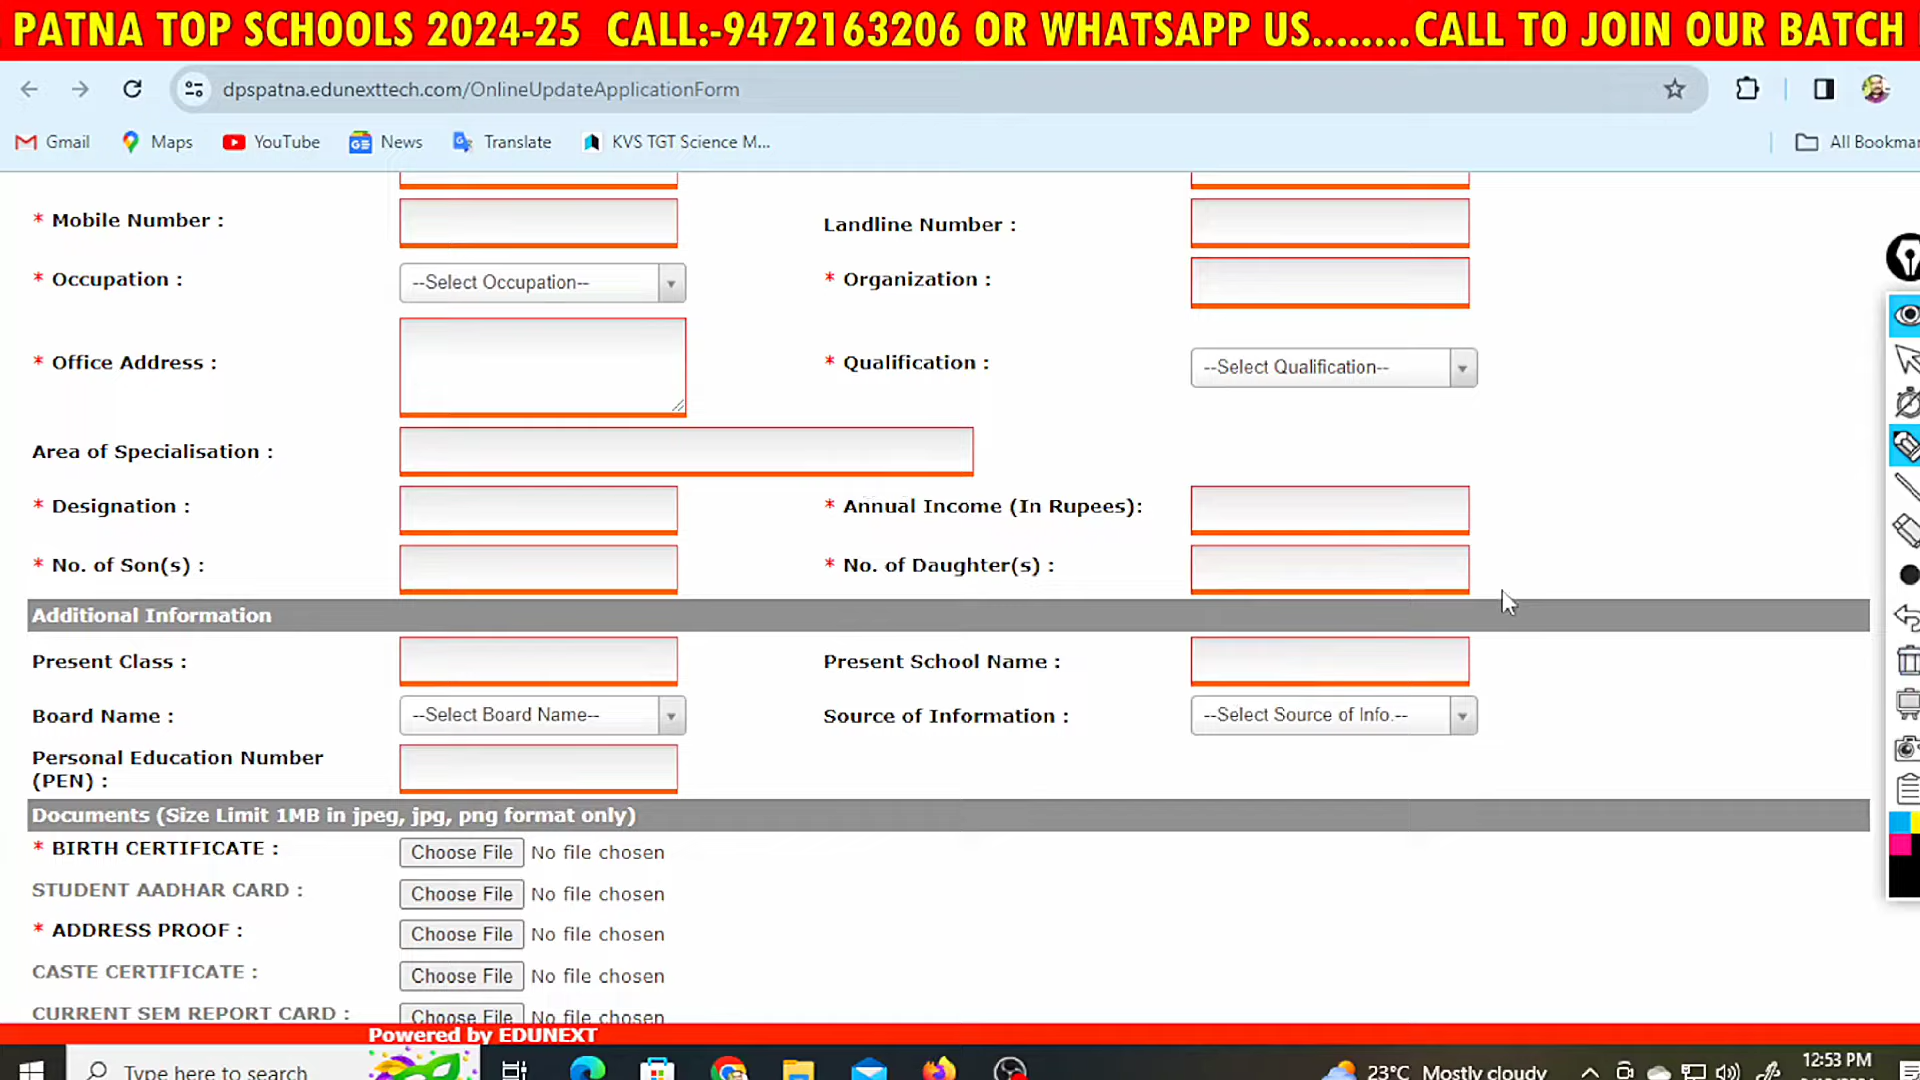 PATNA TOP SCHOOLS 2024-25 CALL:-9472163206 OR WHATSAPP US........CALL TO JOIN OUR BATCH
dpspatna.edunexttech.com/OnlineUpdateApplicationForm
Gmail Maps YouTube News Translate KVS TGT Science M... All Bookmar
* Mobile Number : Landline Number :
* Occupation : --Select Occupation-- * Organization :
* Office Address : * Qualification : --Select Qualification--
Area of Specialisation :
* Designation : * Annual Income (In Rupees):
* No. of Son(s) : * No. of Daughter(s) :
Additional Information
Present Class : Present School Name :
Board Name : --Select Board Name-- Source of Information : --Select Source of Info.--
Personal Education Number
(PEN) :
Documents (Size Limit 1MB in jpeg, jpg, png format only)
* BIRTH CERTIFICATE : Choose File No file chosen
STUDENT AADHAR CARD : Choose File No file chosen
* ADDRESS PROOF : Choose File No file chosen
CASTE CERTIFICATE : Choose File No file chosen
CURRENT SEM REPORT CARD : Choose File No file chosen
Powered by EDUNEXT
Type here to search 23°C Mostly cloudy 12:53 PM